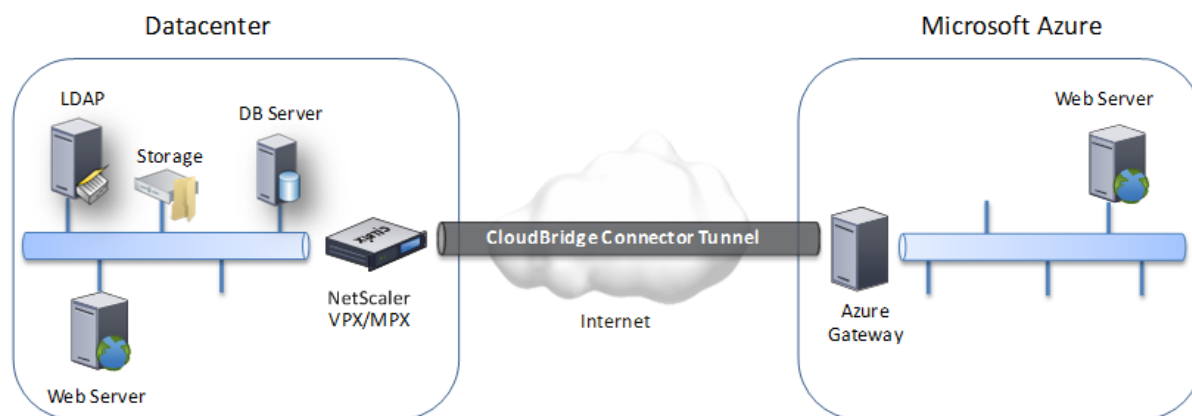 Datacenter
Microsoft Azure
LDAP
DB Server
Storage
Web Server
citrix
CloudBridge Connector Tunnel
NetScaler
VPX/MPX
Internet
Azure
Gateway
Web Server